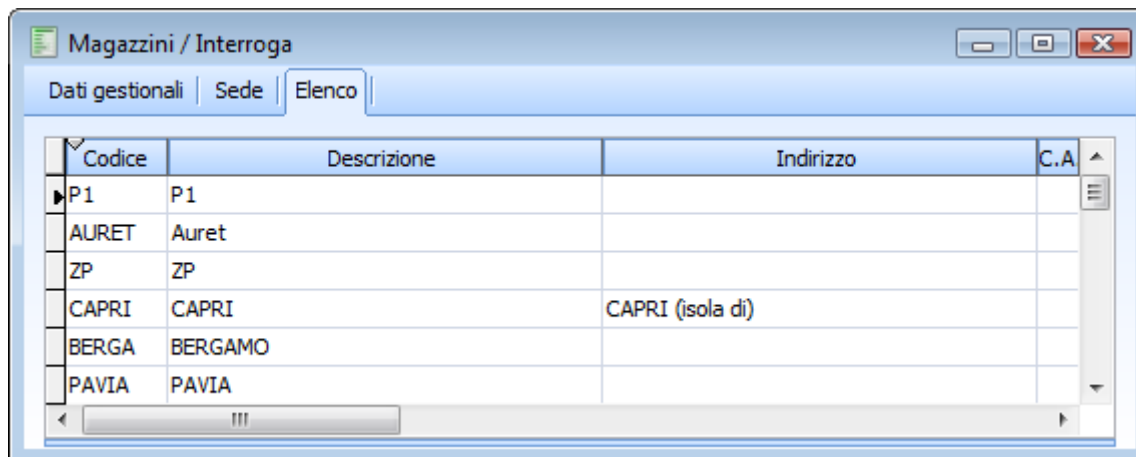 Magazzini / Interroga
Dati gestionali Sede Elenco
Codice Descrizione Indirizzo C.A
P1 P1
AURET Auret
ZP ZP
CAPRI CAPRI CAPRI (isola di)
BERGA BERGAMO
PAVIA PAVIA